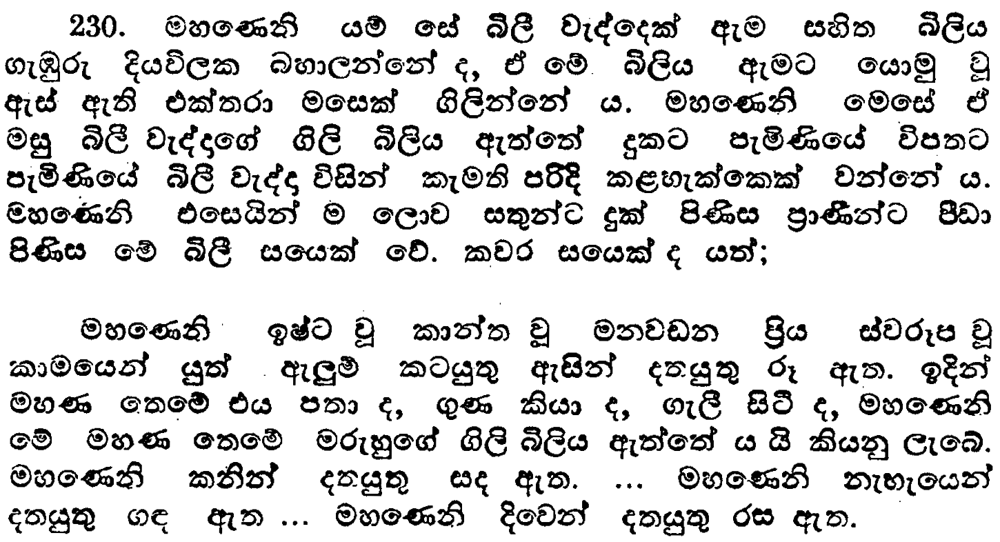 230. මහණෙනි යම් සේ බිලී වැද්දෙක් ඇම සහිත බිලිය
ගැඹුරු දියවිලක බහාලන්නේ ද, ඒ මේ බිලිය ඇමට යොමු වූ
ඇස් ඇති එක්තරා මසෙක් ගිලින්නේ ය. මහණෙනි මෙසේ ඒ
මසු බිලී වැද්දාගේ ගිලි බිලිය ඇත්තේ දුකට පැමිණියේ විපතට
පැමිණියේ බිලී වැද්දා විසින් කැමති පරිදි කළහැක්කෙක් වන්නේ ය.
මහණෙනි එසෙයින් ම ලොව සතුන්ට දුක් පිණිස ප්‍රාණීන්ට පීඩා
පිණිස මේ බිලී සයෙක් වේ. කවර සයෙක් ද යත්;
මහණෙනි ඉෂ්ට වූ කාන්ත වූ මනවඩන ප්‍රිය ස්වරූප වූ
කාමයෙන් යුත් ඇලුම් කටයුතු ඇසින් දතයුතු රූ ඇත. ඉදින්
මහණ තෙමේ එය පතා ද, ගුණ කියා ද, ගැලී සිටී ද, මහණෙනි
මේ මහණ තෙමේ මරුහුගේ ගිලි බිලිය ඇත්තේ ය යි කියනු ලැබේ.
මහණෙනි කනින් දතයුතු සද ඇත. ... මහණෙනි නැහැයෙන්
දතයුතු ගඳ ඇත ... මහණෙනි දිවෙන් දතයුතු රස ඇත.